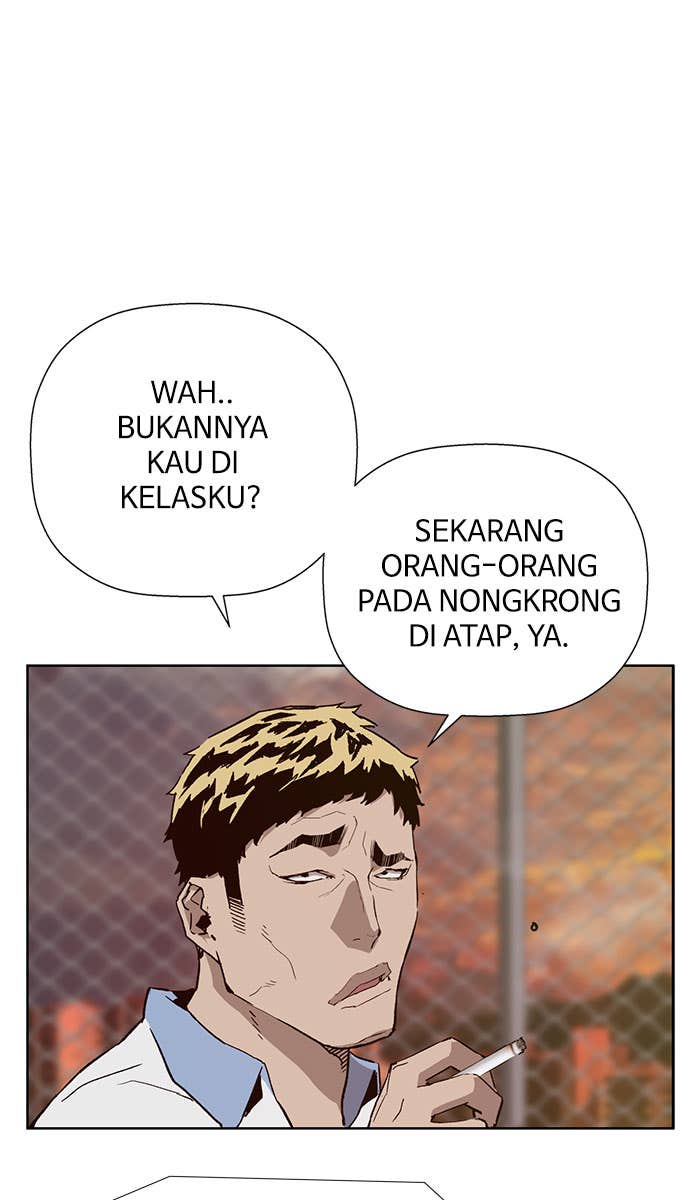 WAH..
BUKANNYA
KAU DI
KELASKU?
SEKARANG
ORANG-ORANG
PADA NONGKRONG
DI ATAP, YA.